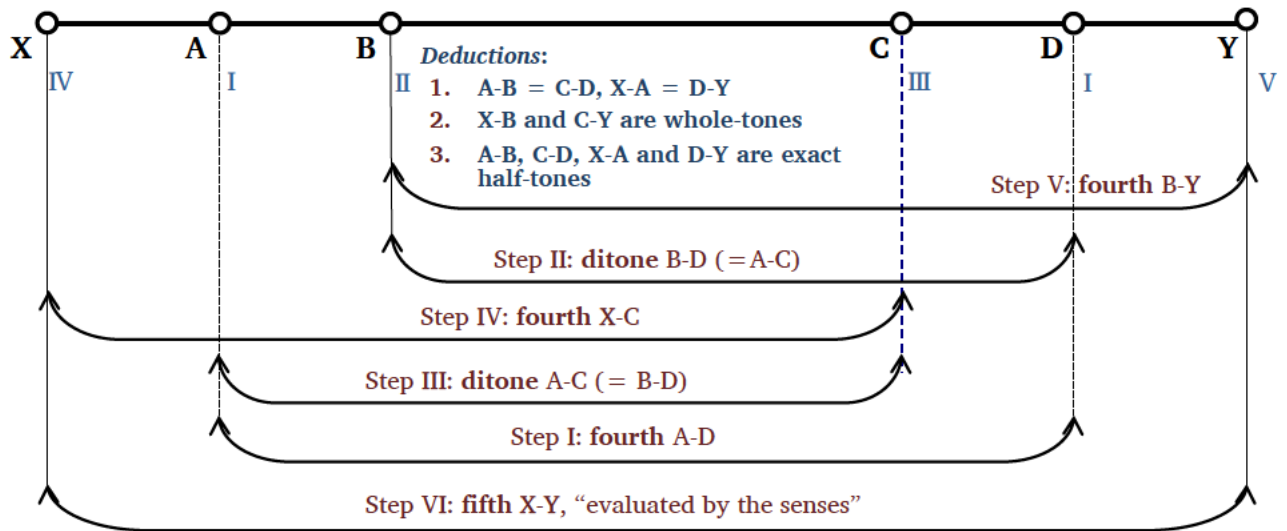 X A B C D Y
IV I II III I V
Deductions:
1. A-B = C-D, X-A = D-Y
2. X-B and C-Y are whole-tones
3. A-B, C-D, X-A and D-Y are exact
half-tones
Step V: fourth B-Y
Step II: ditone B-D (=A-C)
Step IV: fourth X-C
Step III: ditone A-C (= B-D)
Step I: fourth A-D
Step VI: fifth X-Y, “evaluated by the senses”